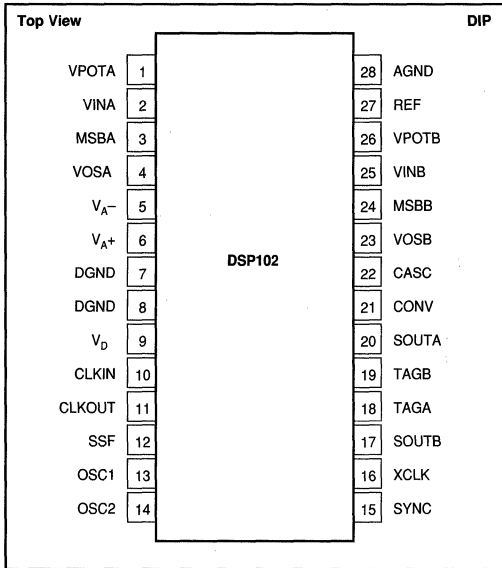 Top View DIP
VPOTA 1 28 AGND
VINA 2 27 REF
MSBA 3 26 VPOTB
VOSA 4 25 VINB
V_A– 5 24 MSBB
V_A+ 6 23 VOSB
DGND 7 DSP102 22 CASC
DGND 8 21 CONV
V_D 9 20 SOUTA
CLKIN 10 19 TAGB
CLKOUT 11 18 TAGA
SSF 12 17 SOUTB
OSC1 13 16 XCLK
OSC2 14 15 SYNC